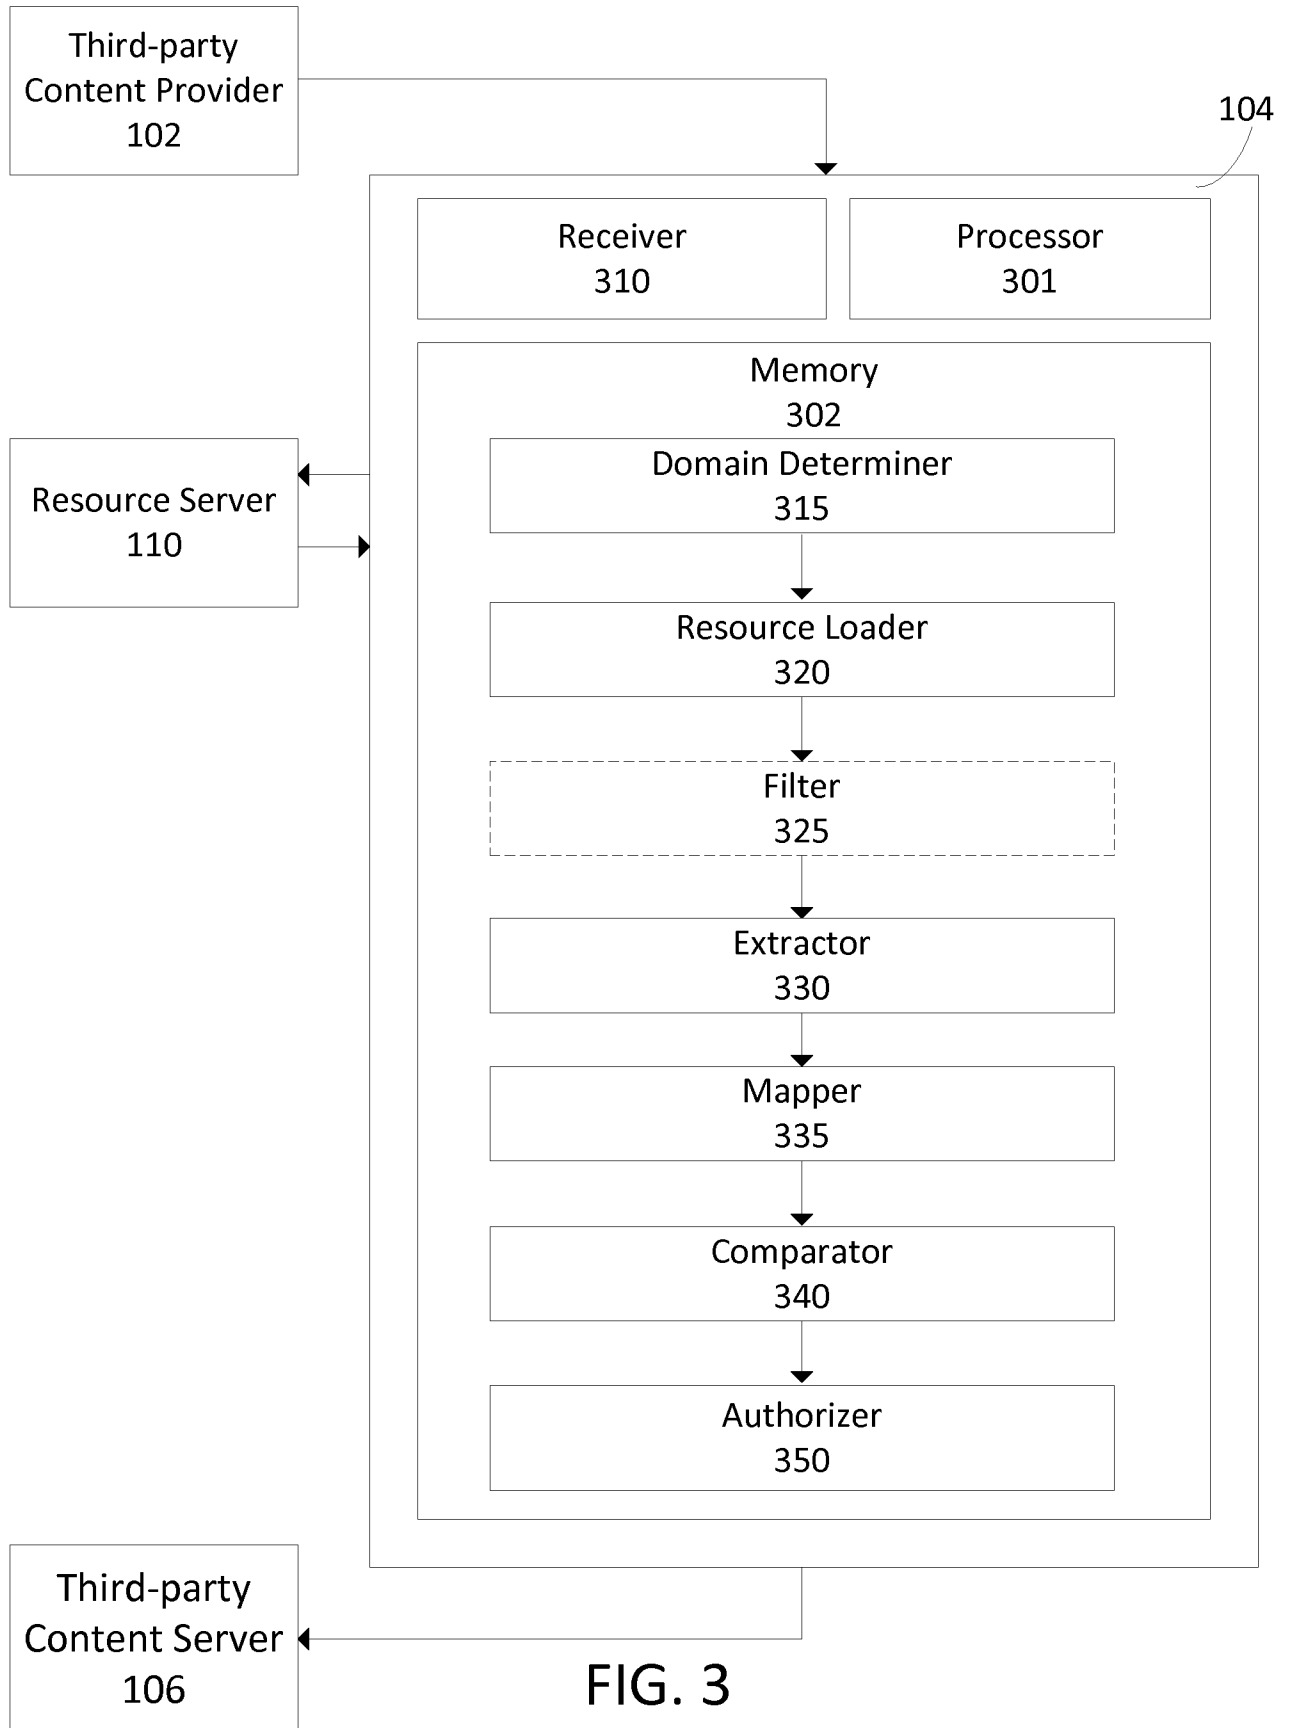 Third-party
Content Provider
102
104
Receiver
310
Processor
301
Memory
302
Resource Server
110
Domain Determiner
315
Resource Loader
320
Filter
325
Extractor
330
Mapper
335
Comparator
340
Authorizer
350
Third-party
Content Server
106
FIG. 3